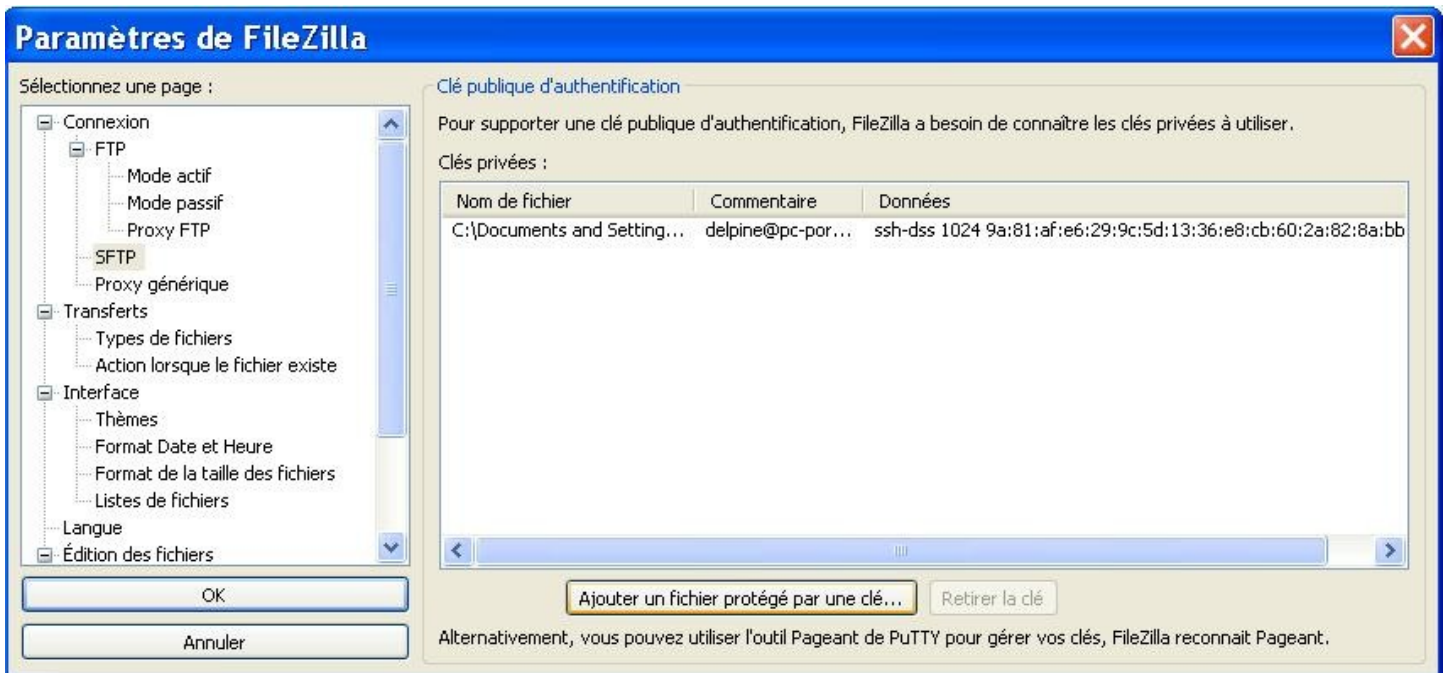 Paramètres de FileZilla
Sélectionnez une page :
Connexion
FTP
Mode actif
Mode passif
Proxy FTP
SFTP
Proxy générique
Transferts
Types de fichiers
Action lorsque le fichier existe
Interface
Thèmes
Format Date et Heure
Format de la taille des fichiers
Listes de fichiers
Langue
Édition des fichiers
OK
Annuler
Clé publique d'authentification
Pour supporter une clé publique d'authentification, FileZilla a besoin de connaître les clés privées à utiliser.
Clés privées :
Nom de fichier Commentaire Données
C:\Documents and Setting... delpine@pc-por... ssh-dss 1024 9a:81:af:e6:29:9c:5d:13:36:e8:cb:60:2a:82:8a:bb
Ajouter un fichier protégé par une clé... Retirer la clé
Alternativement, vous pouvez utiliser l'outil Pageant de PuTTY pour gérer vos clés, FileZilla reconnait Pageant.